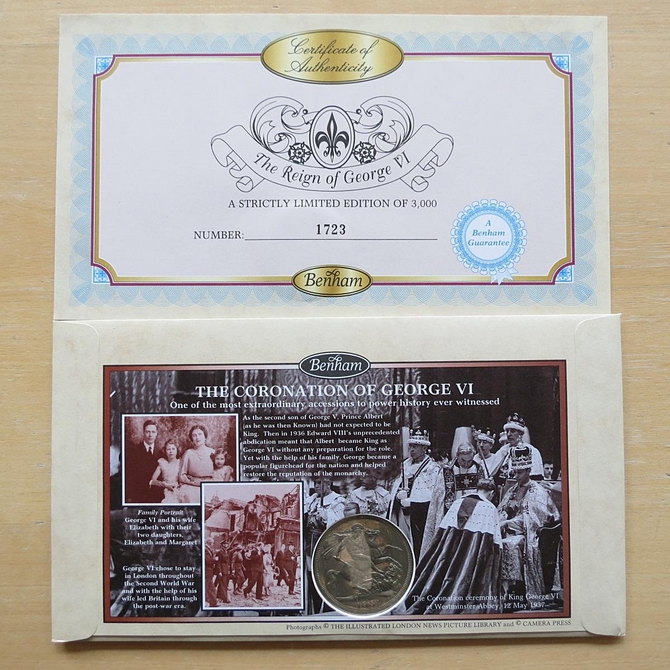 Certificate of
Authenticity
The Reign of George VI
A STRICTLY LIMITED EDITION OF 3,000
NUMBER: 1723
A
Benham
Guarantee
Benham
Benham
THE CORONATION OF GEORGE VI
One of the most extraordinary accessions to power history ever witnessed
As the second son of George V, Prince Albert
(as he was then Known) had not expected to be
King. Then in 1936 Edward VIII's unprecedented
abdication meant that Albert became King as
George VI without any preparation for the role.
Yet with the help of his family, George became a
popular figurehead for the nation and helped
restore the reputation of the monarchy.
Family Portrait
George VI and his wife
Elizabeth with their
two daughters,
Elizabeth and Margaret
George VI chose to stay
in London throughout
the Second World War
and with the help of his
wife led Britain through
the post-war era.
The Coronation ceremony of King George VI
at Westminster Abbey, 12 May 1937.
Photographs © THE ILLUSTRATED LONDON NEWS PICTURE LIBRARY and © CAMERA PRESS